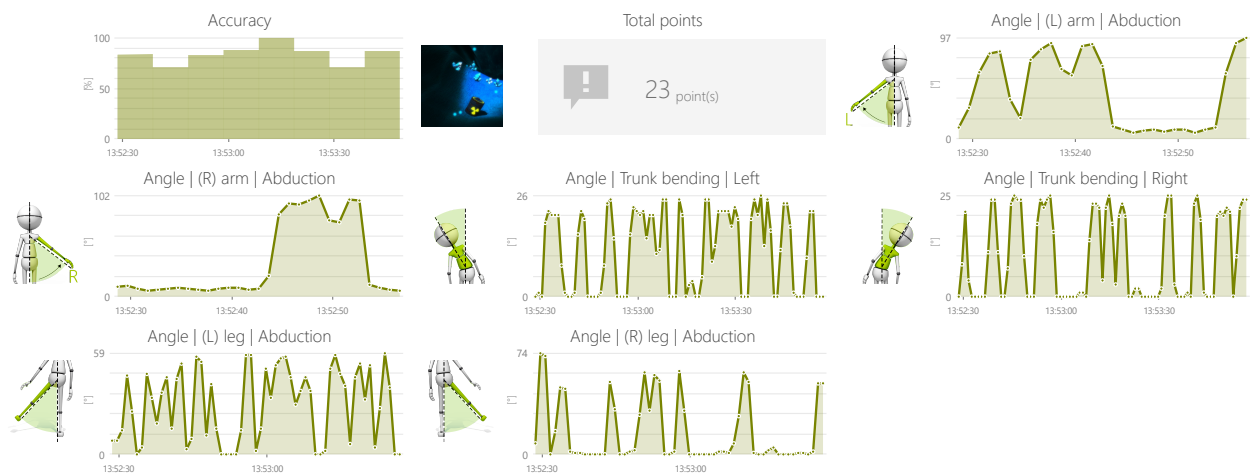 Accuracy
100
50
0
[%]
13:52:30 13:53:00 13:53:30
Total points
23 point(s)
Angle | (L) arm | Abduction
97
0
[°]
13:52:30 13:52:40 13:52:50
L
Angle | (R) arm | Abduction
102
0
[°]
13:52:30 13:52:40 13:52:50
R
Angle | Trunk bending | Left
26
0
[°]
13:52:30 13:53:00 13:53:30
Angle | Trunk bending | Right
25
0
[°]
13:52:30 13:53:00 13:53:30
Angle | (L) leg | Abduction
59
0
[°]
13:52:30 13:53:00
Angle | (R) leg | Abduction
74
0
[°]
13:52:30 13:53:00